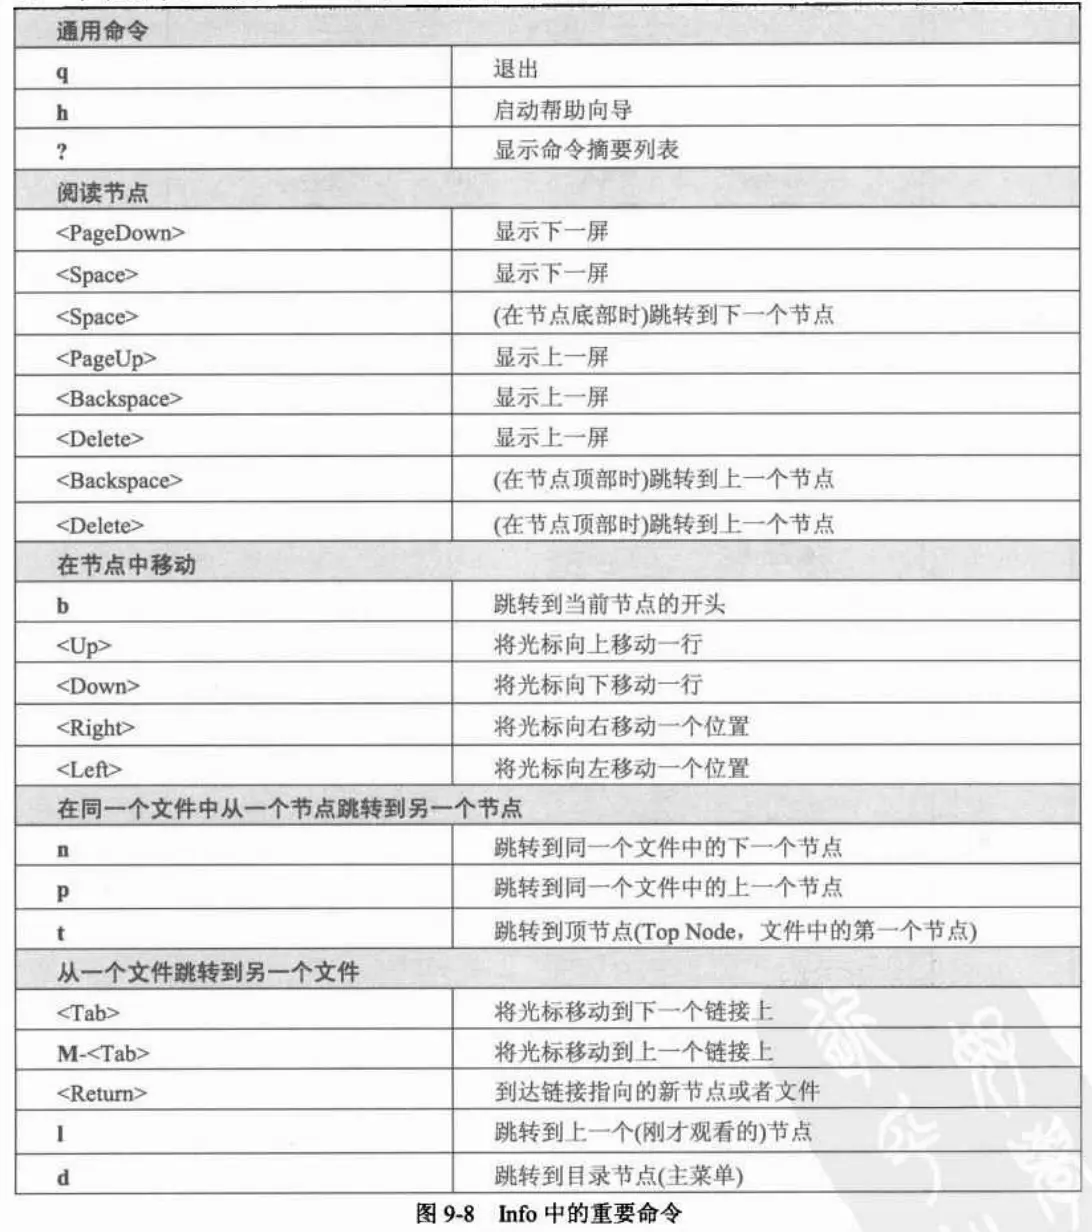 通用命令
q 退出
h 启动帮助向导
? 显示命令摘要列表
阅读节点
<PageDown> 显示下一屏
<Space> 显示下一屏
<Space> (在节点底部时)跳转到下一个节点
<PageUp> 显示上一屏
<Backspace> 显示上一屏
<Delete> 显示上一屏
<Backspace> (在节点顶部时)跳转到上一个节点
<Delete> (在节点顶部时)跳转到上一个节点
在节点中移动
b 跳转到当前节点的开头
<Up> 将光标向上移动一行
<Down> 将光标向下移动一行
<Right> 将光标向右移动一个位置
<Left> 将光标向左移动一个位置
在同一个文件中从一个节点跳转到另一个节点
n 跳转到同一个文件中的下一个节点
p 跳转到同一个文件中的上一个节点
t 跳转到顶节点(Top Node，文件中的第一个节点)
从一个文件跳转到另一个文件
<Tab> 将光标移动到下一个链接上
M-<Tab> 将光标移动到上一个链接上
<Return> 到达链接指向的新节点或者文件
l 跳转到上一个(刚才观看的)节点
d 跳转到目录节点(主菜单)
图 9-8 Info 中的重要命令